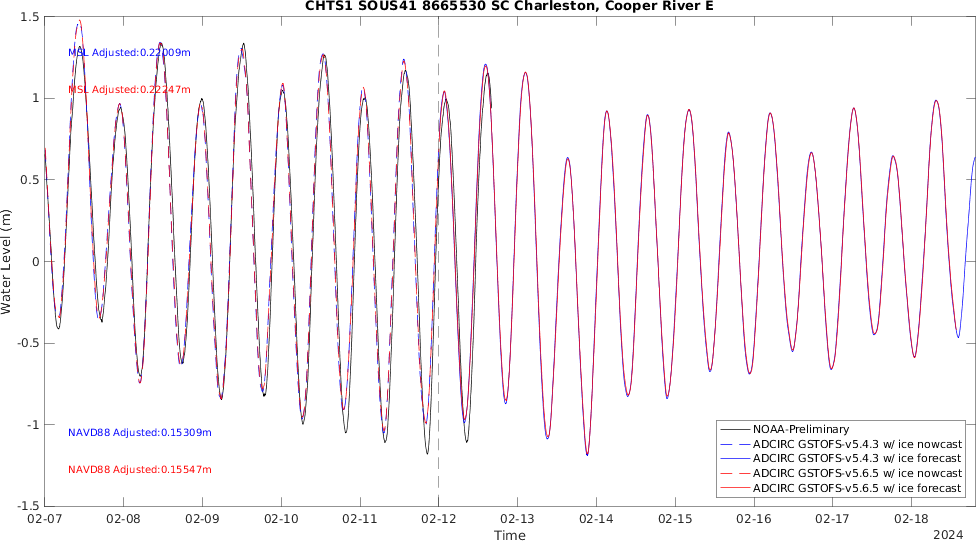 CHTS1 SOUS41 8665530 SC Charleston, Cooper River E
1.5
1
0.5
0
-0.5
-1
-1.5
Water Level (m)
MSL Adjusted:0.22009m
MSL Adjusted:0.22247m
NAVD88 Adjusted:0.15309m
NAVD88 Adjusted:0.15547m
NOAA-Preliminary
ADCIRC GSTOFS-v5.4.3 w/ ice nowcast
ADCIRC GSTOFS-v5.4.3 w/ ice forecast
ADCIRC GSTOFS-v5.6.5 w/ ice nowcast
ADCIRC GSTOFS-v5.6.5 w/ ice forecast
02-07 02-08 02-09 02-10 02-11 02-12 02-13 02-14 02-15 02-16 02-17 02-18
Time
2024